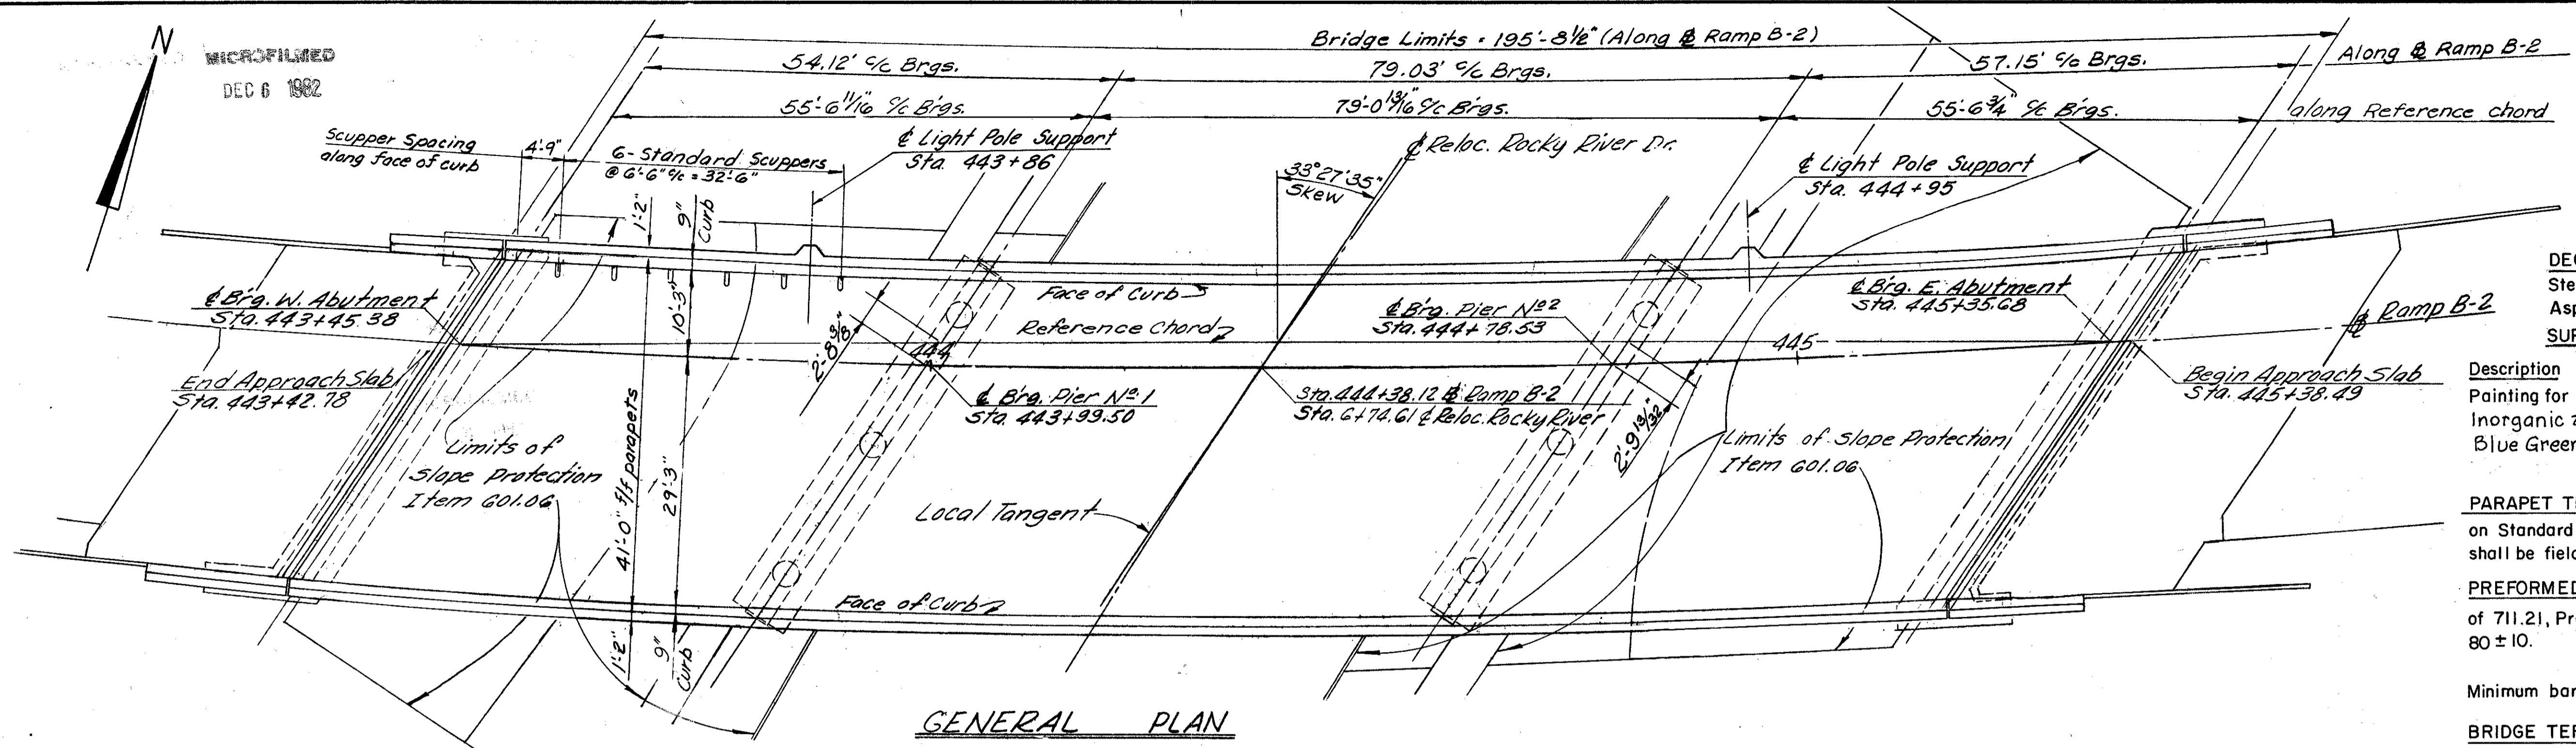 N
MICROFILMED
DEC 6 1982
Bridge Limits = 195'-8½" (Along ⅊ Ramp B-2)
54.12' c/c Brgs.
79.03' c/c Brgs.
57.15' c/c Brgs.
Along ⅊ Ramp B-2
55'-6 11/16" c/c Brgs.
79'-0 13/16" c/c Brgs.
55'-6¾" c/c Brgs.
along Reference chord
Scupper Spacing
along face of curb
4'-9"
6-Standard Scuppers
@ 6'-6" c/c = 32'-6"
℄ Light Pole Support
Sta. 443+86
33°27'35"
Skew
℄ Reloc. Rocky River Dr.
℄ Light Pole Support
Sta. 444+95
1'-2"
9"
Curb
℄ Brg. W. Abutment
Sta. 443+45.38
10'-3"
Face of Curb
Reference Chord
℄ Brg. Pier Nº 2
Sta. 444+78.53
℄ Brg. E. Abutment
Sta. 445+35.68
⅊ Ramp B-2
2'-8⅜"
444
445
End Approach Slab
Sta. 443+42.78
℄ Brg. Pier Nº 1
Sta. 443+99.50
Sta. 444+38.12 ⅊ Ramp B-2
Sta. 6+74.61 ℄ Reloc. Rocky River
Begin Approach Slab
Sta. 445+38.49
2'-9 13/32"
Limits of
Slope Protection
Item 601.06
41'-0" f/f parapets
29'-3"
Local Tangent
Limits of Slope Protection
Item 601.06
Face of Curb
1'-2"
9"
Curb
GENERAL PLAN
DEC
Ste
Asp
SUP
Description
Painting for
Inorganic z
Blue Green
PARAPET T
on Standard
shall be field
PREFORMED
of 711.21, Pr
80 ± 10.
Minimum bar
BRIDGE TER